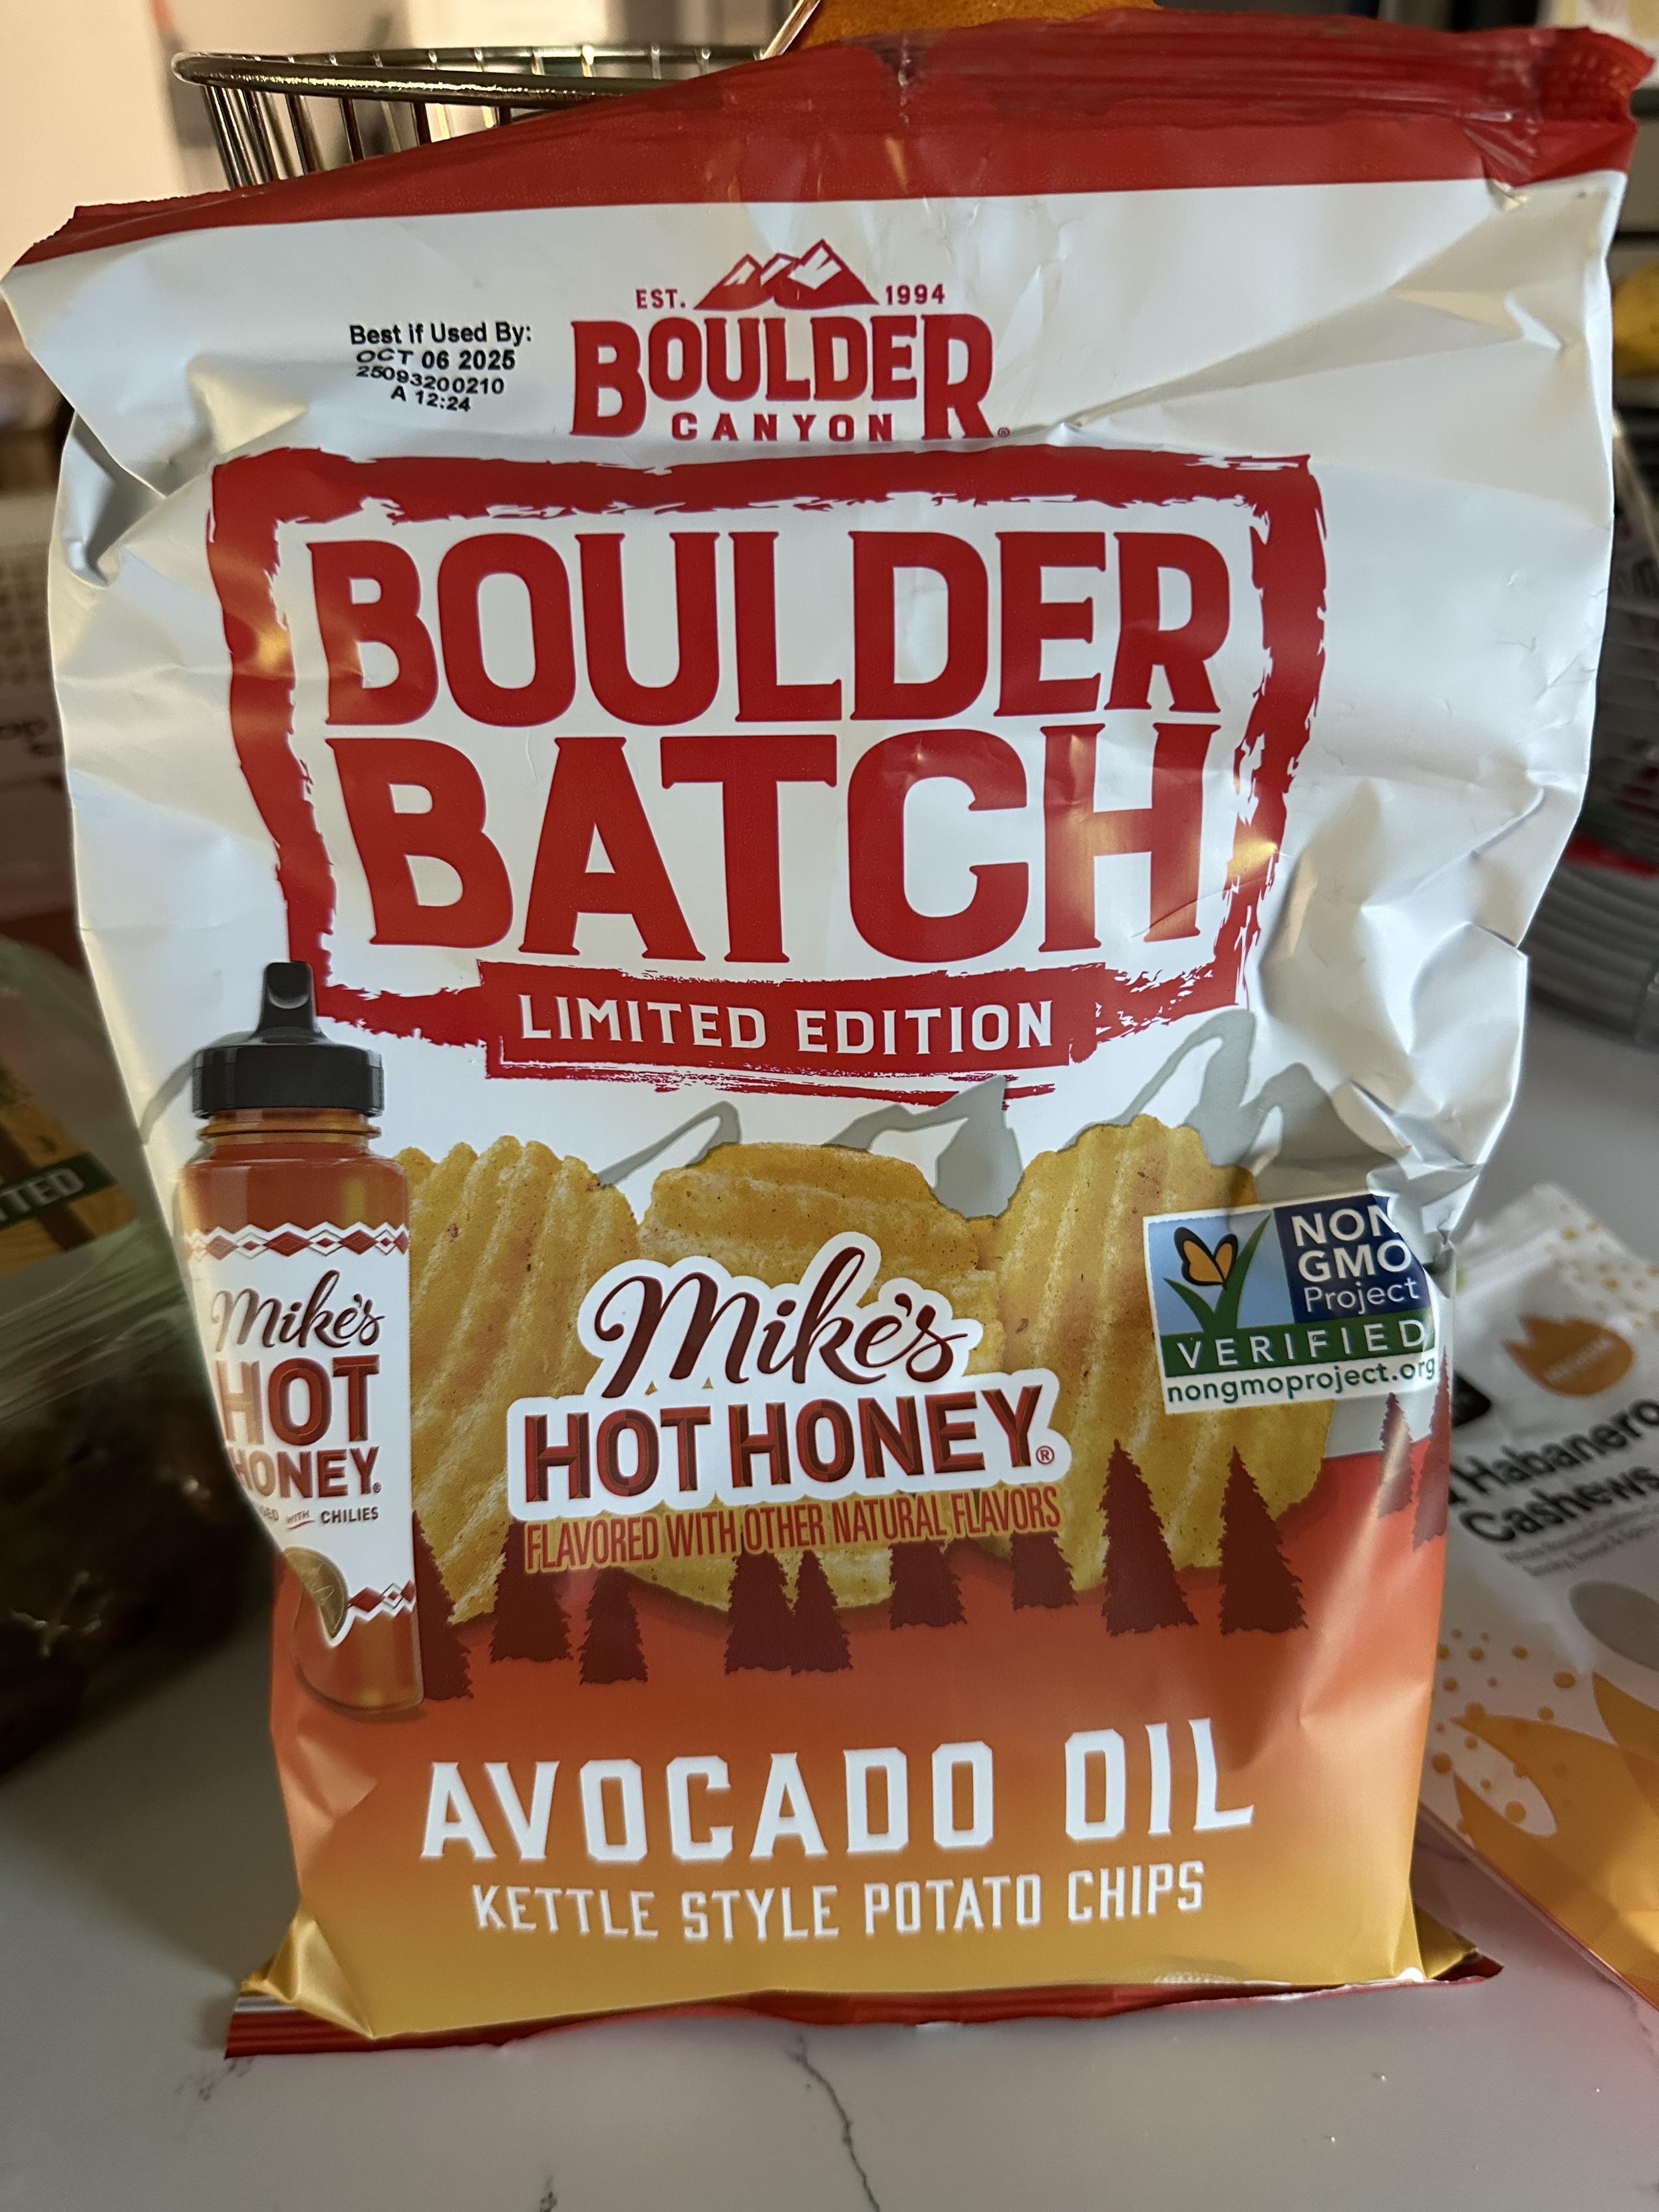 EST. 1994
BOULDER
CANYON®
Best if Used By:
OCT 06 2025
25093200210
A 12:24
BOULDER
BATCH
LIMITED EDITION
Mike's
HOT
HONEY®
WITH CHILIES
Mike's
HOT HONEY®
FLAVORED WITH OTHER NATURAL FLAVORS
NON
GMO
Project
VERIFIED
nongmoproject.org
AVOCADO OIL
KETTLE STYLE POTATO CHIPS
TTED
Habanero
Cashews